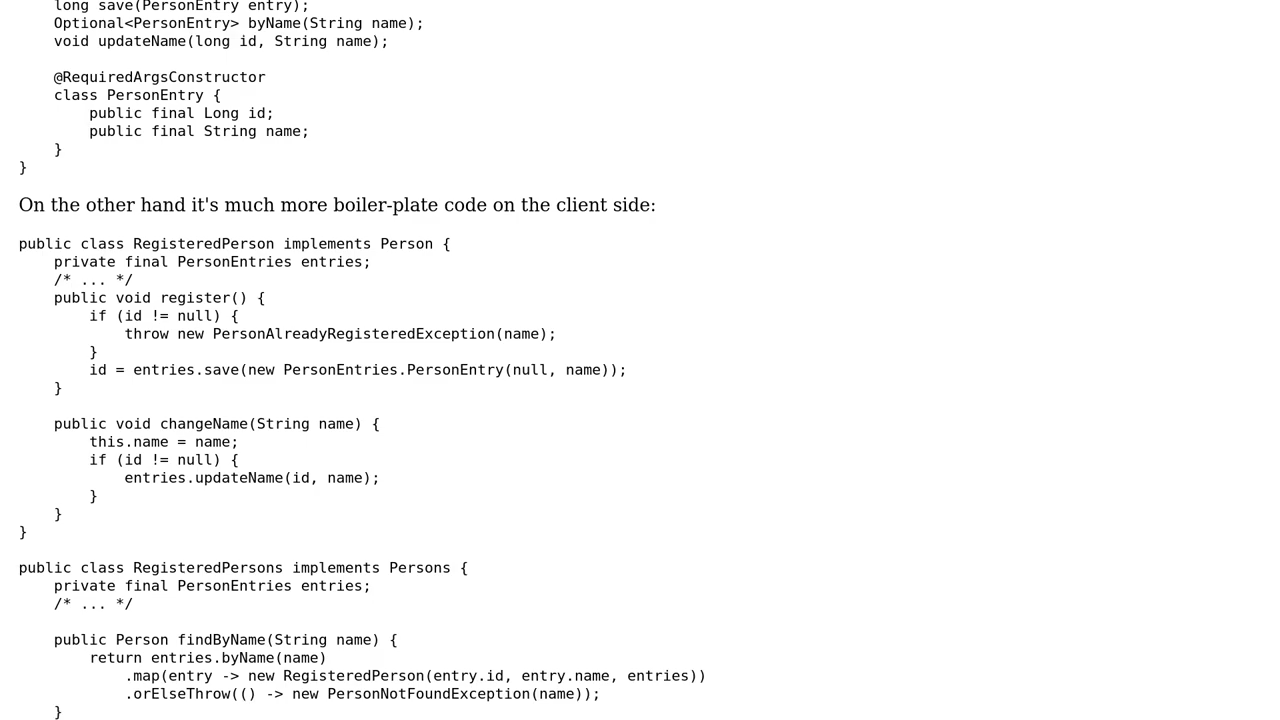 long save(PersonEntry entry);
    Optional<PersonEntry> byName(String name);
    void updateName(long id, String name);

    @RequiredArgsConstructor
    class PersonEntry {
        public final Long id;
        public final String name;
    }
}
On the other hand it's much more boiler-plate code on the client side:
public class RegisteredPerson implements Person {
    private final PersonEntries entries;
    /* ... */
    public void register() {
        if (id != null) {
            throw new PersonAlreadyRegisteredException(name);
        }
        id = entries.save(new PersonEntries.PersonEntry(null, name));
    }

    public void changeName(String name) {
        this.name = name;
        if (id != null) {
            entries.updateName(id, name);
        }
    }
}

public class RegisteredPersons implements Persons {
    private final PersonEntries entries;
    /* ... */

    public Person findByName(String name) {
        return entries.byName(name)
            .map(entry -> new RegisteredPerson(entry.id, entry.name, entries))
            .orElseThrow(() -> new PersonNotFoundException(name));
    }